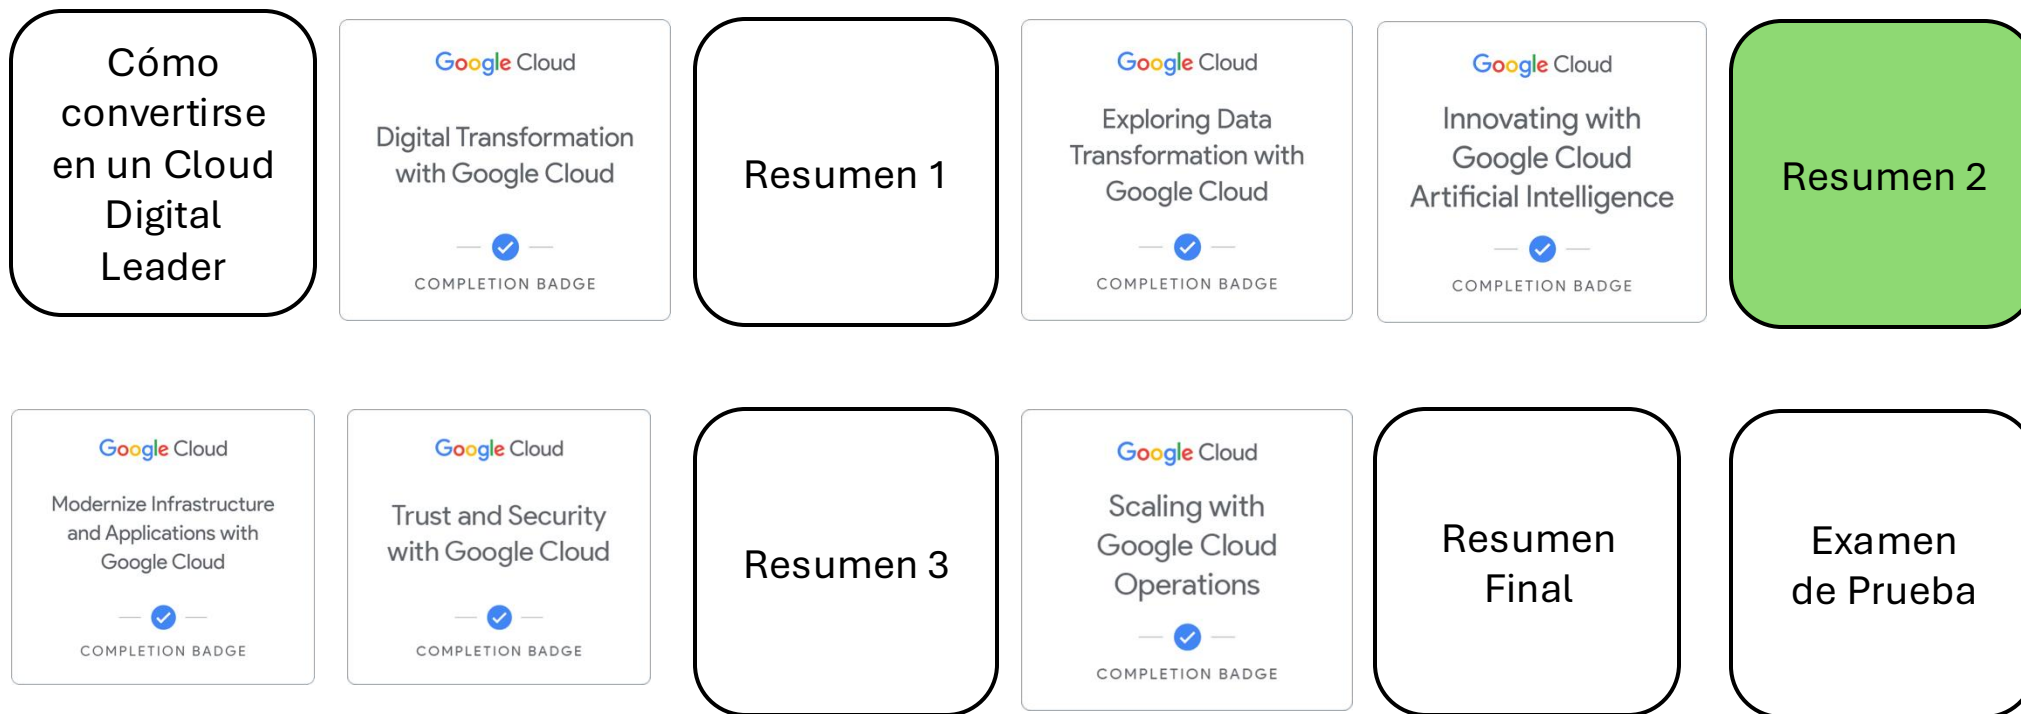 Cómo
convertirse
en un Cloud
Digital
Leader
Google Cloud
Digital Transformation
with Google Cloud
COMPLETION BADGE
Resumen 1
Google Cloud
Exploring Data
Transformation with
Google Cloud
COMPLETION BADGE
Google Cloud
Innovating with
Google Cloud
Artificial Intelligence
COMPLETION BADGE
Resumen 2
Google Cloud
Modernize Infrastructure
and Applications with
Google Cloud
COMPLETION BADGE
Google Cloud
Trust and Security
with Google Cloud
COMPLETION BADGE
Resumen 3
Google Cloud
Scaling with
Google Cloud
Operations
COMPLETION BADGE
Resumen
Final
Examen
de Prueba